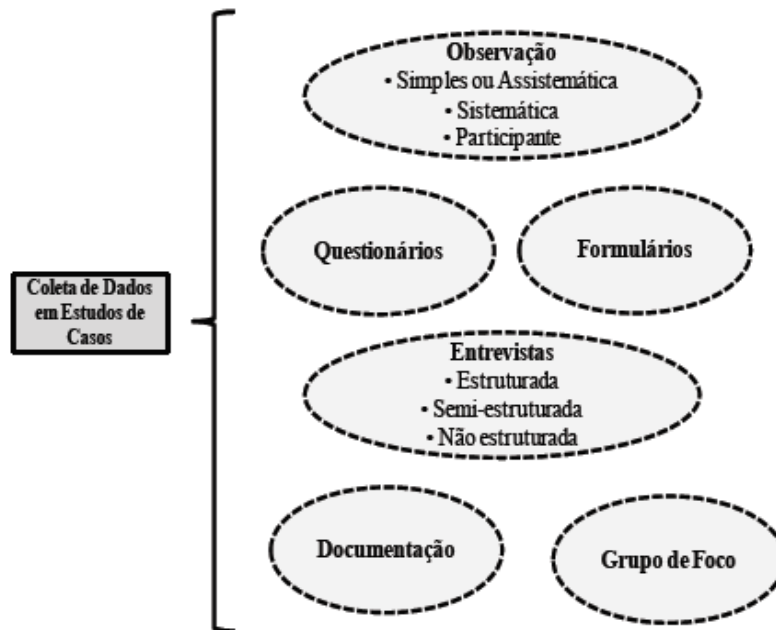 Coleta de Dados
em Estudos de
Casos
Observação
• Simples ou Assistemática
• Sistemática
• Participante
Questionários
Formulários
Entrevistas
• Estruturada
• Semi-estruturada
• Não estruturada
Documentação
Grupo de Foco